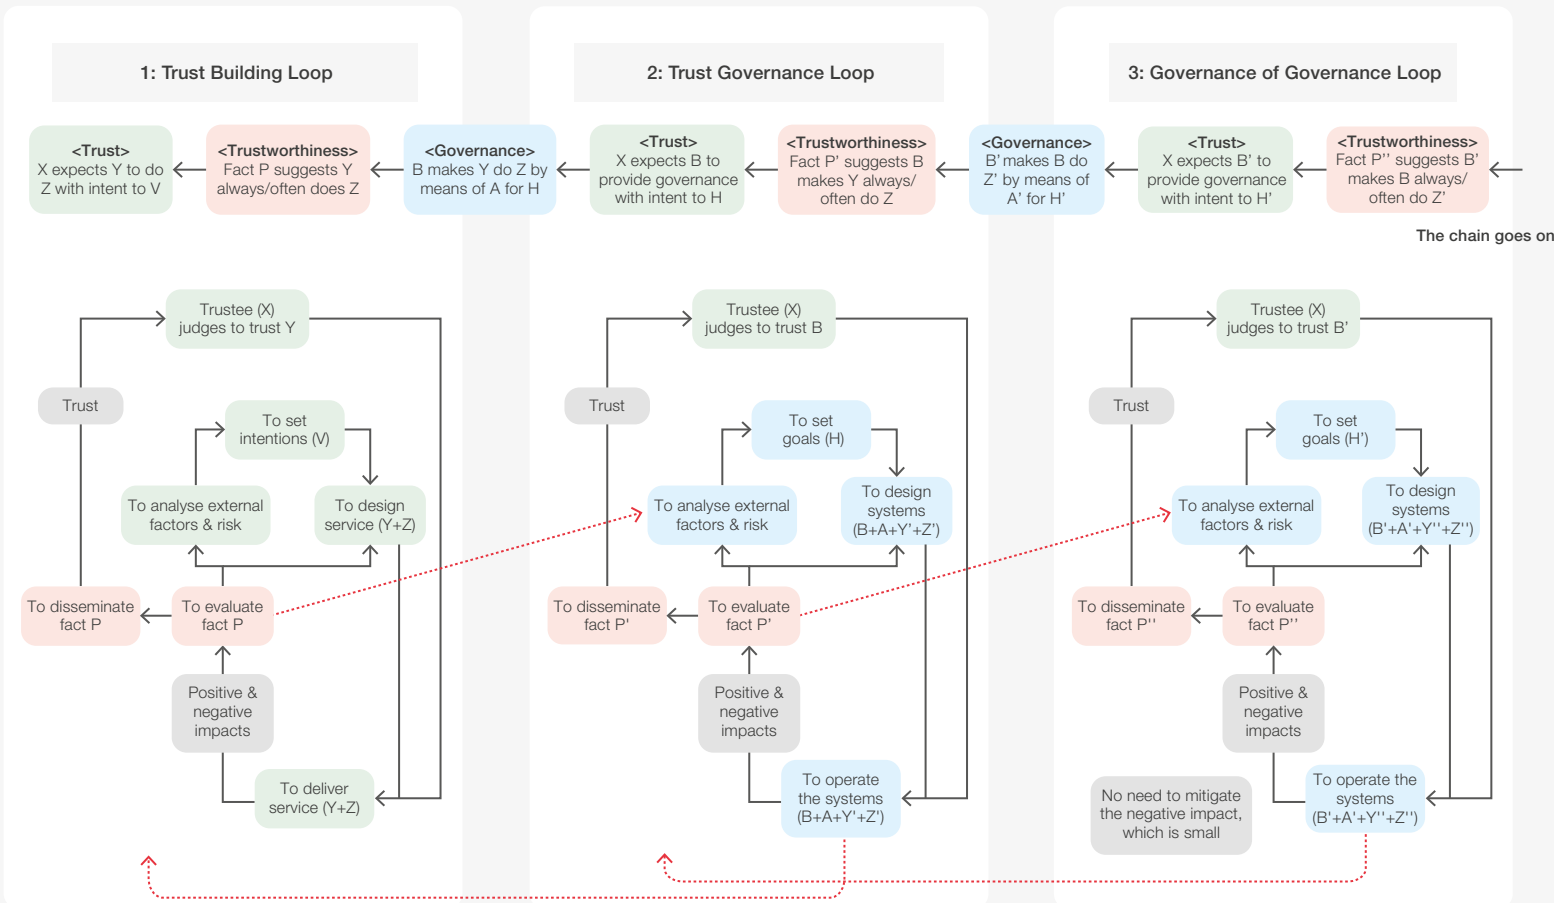 1: Trust Building Loop
2: Trust Governance Loop
3: Governance of Governance Loop
<Trust>
X expects Y to do
Z with intent to V
<Trustworthiness>
Fact P suggests Y
always/often does Z
<Governance>
B makes Y do Z by
means of A for H
<Trust>
X expects B to
provide governance
with intent to H
<Trustworthiness>
Fact P' suggests B
makes Y always/
often do Z
<Governance>
B' makes B do
Z' by means of
A' for H'
<Trust>
X expects B' to
provide governance
with intent to H'
<Trustworthiness>
Fact P'' suggests B'
makes B always/
often do Z'
The chain goes on
Trustee (X)
judges to trust Y
Trust
To set
intentions (V)
To analyse external
factors & risk
To design
service (Y+Z)
To disseminate
fact P
To evaluate
fact P
Positive &
negative
impacts
To deliver
service (Y+Z)
Trustee (X)
judges to trust B
Trust
To set
goals (H)
To analyse external
factors & risk
To design
systems
(B+A+Y'+Z')
To disseminate
fact P'
To evaluate
fact P'
Positive &
negative
impacts
To operate
the systems
(B+A+Y'+Z')
Trustee (X)
judges to trust B'
Trust
To set
goals (H')
To analyse external
factors & risk
To design
systems
(B'+A'+Y''+Z'')
To disseminate
fact P''
To evaluate
fact P''
Positive &
negative
impacts
No need to mitigate
the negative impact,
which is small
To operate the
systems
(B'+A'+Y''+Z'')